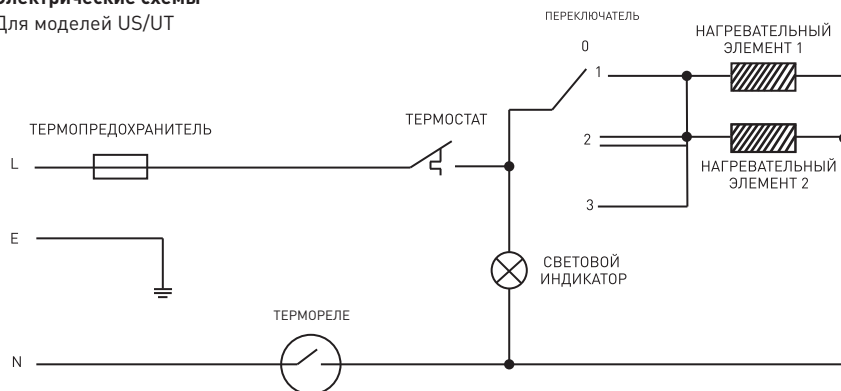 Электрические схемы
Для моделей US/UT
ПЕРЕКЛЮЧАТЕЛЬ
0
1
НАГРЕВАТЕЛЬНЫЙ
ЭЛЕМЕНТ 1
ТЕРМОПРЕДОХРАНИТЕЛЬ
ТЕРМОСТАТ
L
2
НАГРЕВАТЕЛЬНЫЙ
ЭЛЕМЕНТ 2
3
E
СВЕТОВОЙ
ИНДИКАТОР
ТЕРМОРЕЛЕ
N